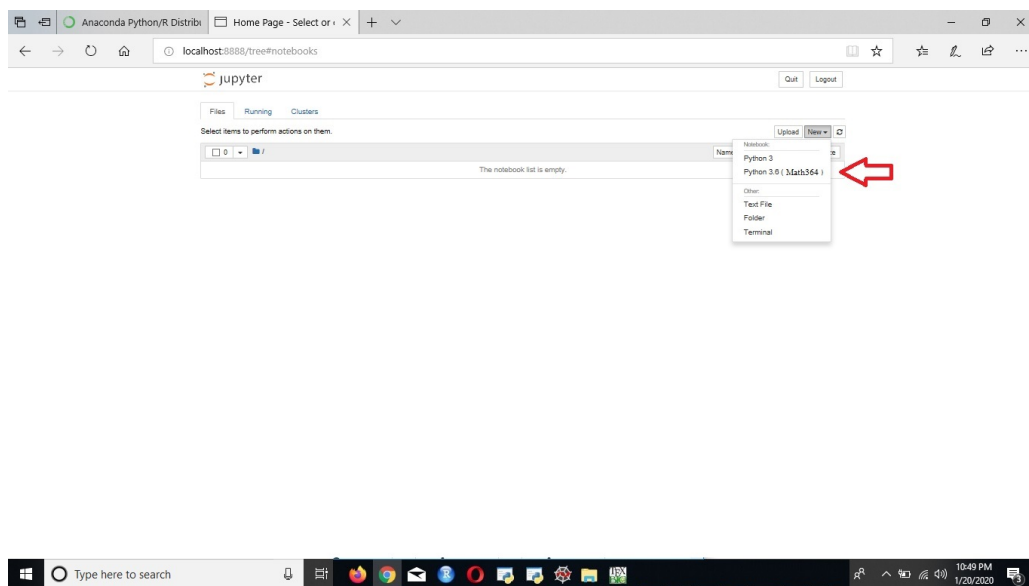 Anaconda Python/R Distribu
Home Page - Select or c
localhost:8888/tree#notebooks
jupyter
Quit Logout
Files Running Clusters
Select items to perform actions on them.
Upload New
0 /
Name
The notebook list is empty.
Notebook:
Python 3
Python 3.6 ( Math364 )
Other:
Text File
Folder
Terminal
Type here to search
10:49 PM
1/20/2020